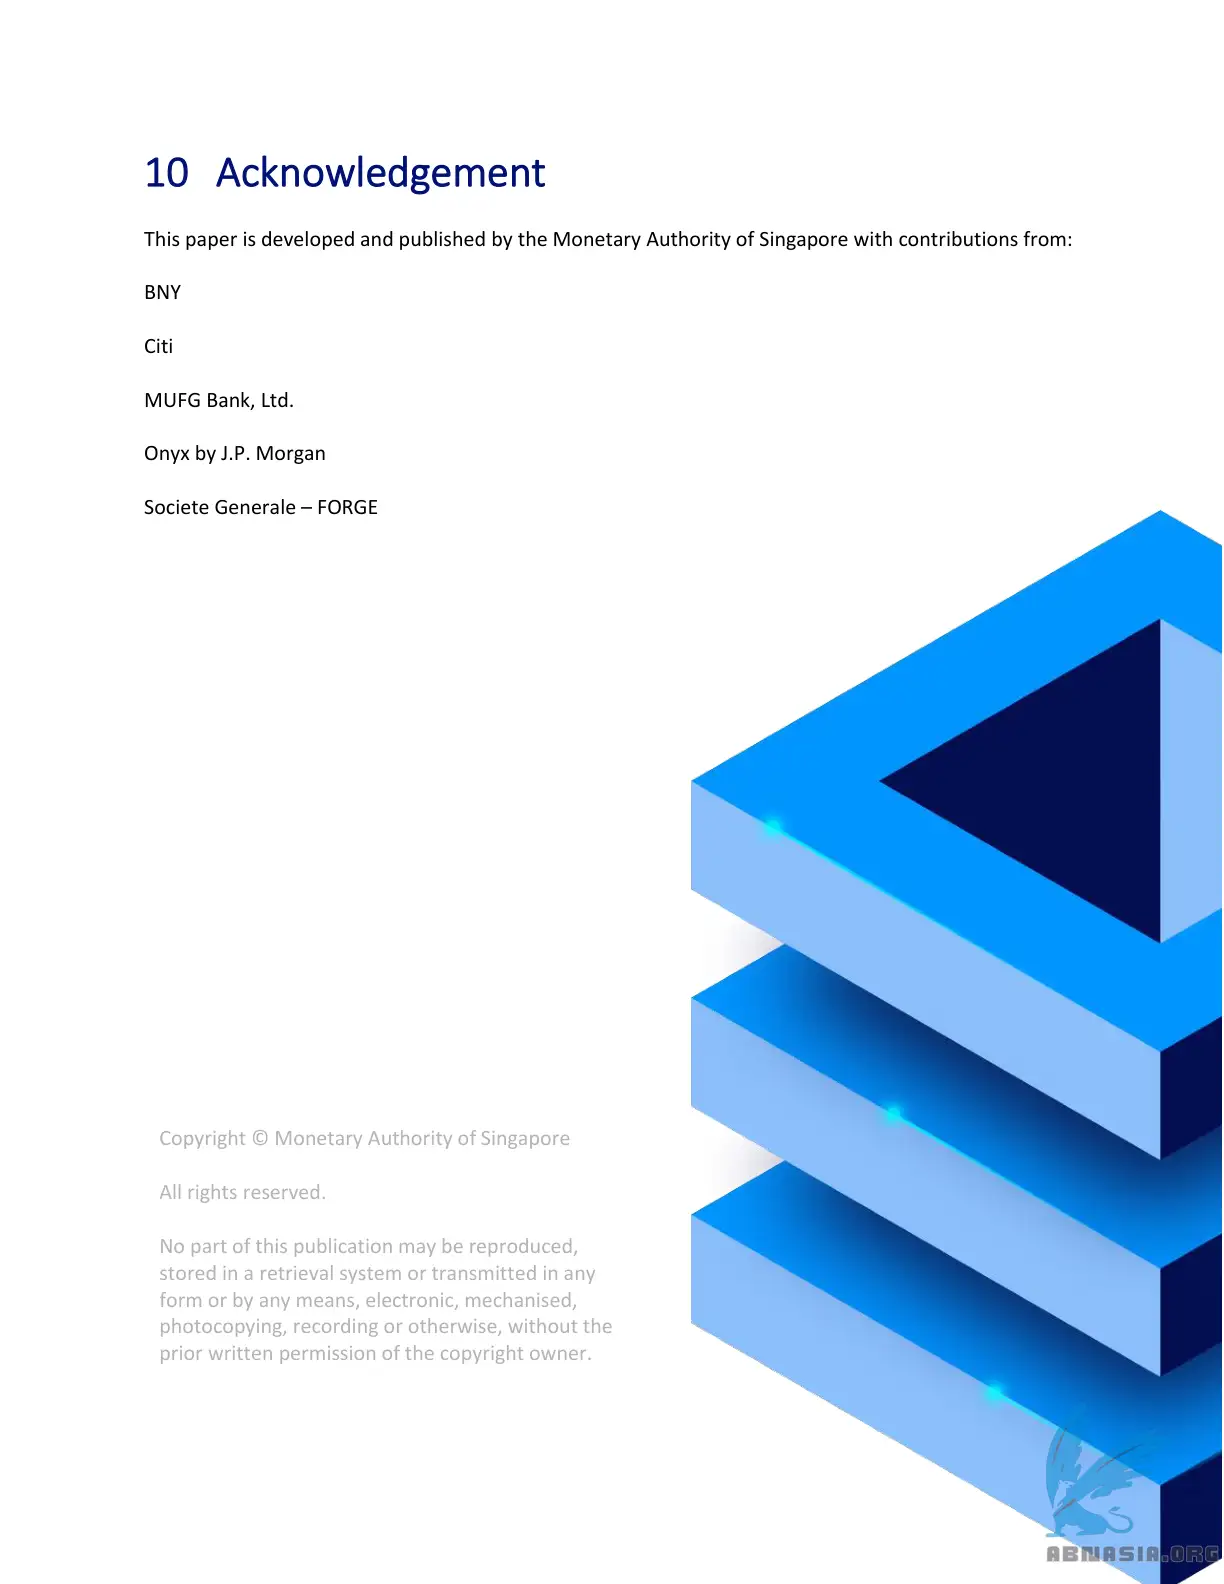 10 Acknowledgement
This paper is developed and published by the Monetary Authority of Singapore with contributions from:
BNY
Citi
MUFG Bank, Ltd.
Onyx by J.P. Morgan
Societe Generale – FORGE
Copyright © Monetary Authority of Singapore
All rights reserved.
No part of this publication may be reproduced,
stored in a retrieval system or transmitted in any
form or by any means, electronic, mechanised,
photocopying, recording or otherwise, without the
prior written permission of the copyright owner.
ABNASIA.ORG